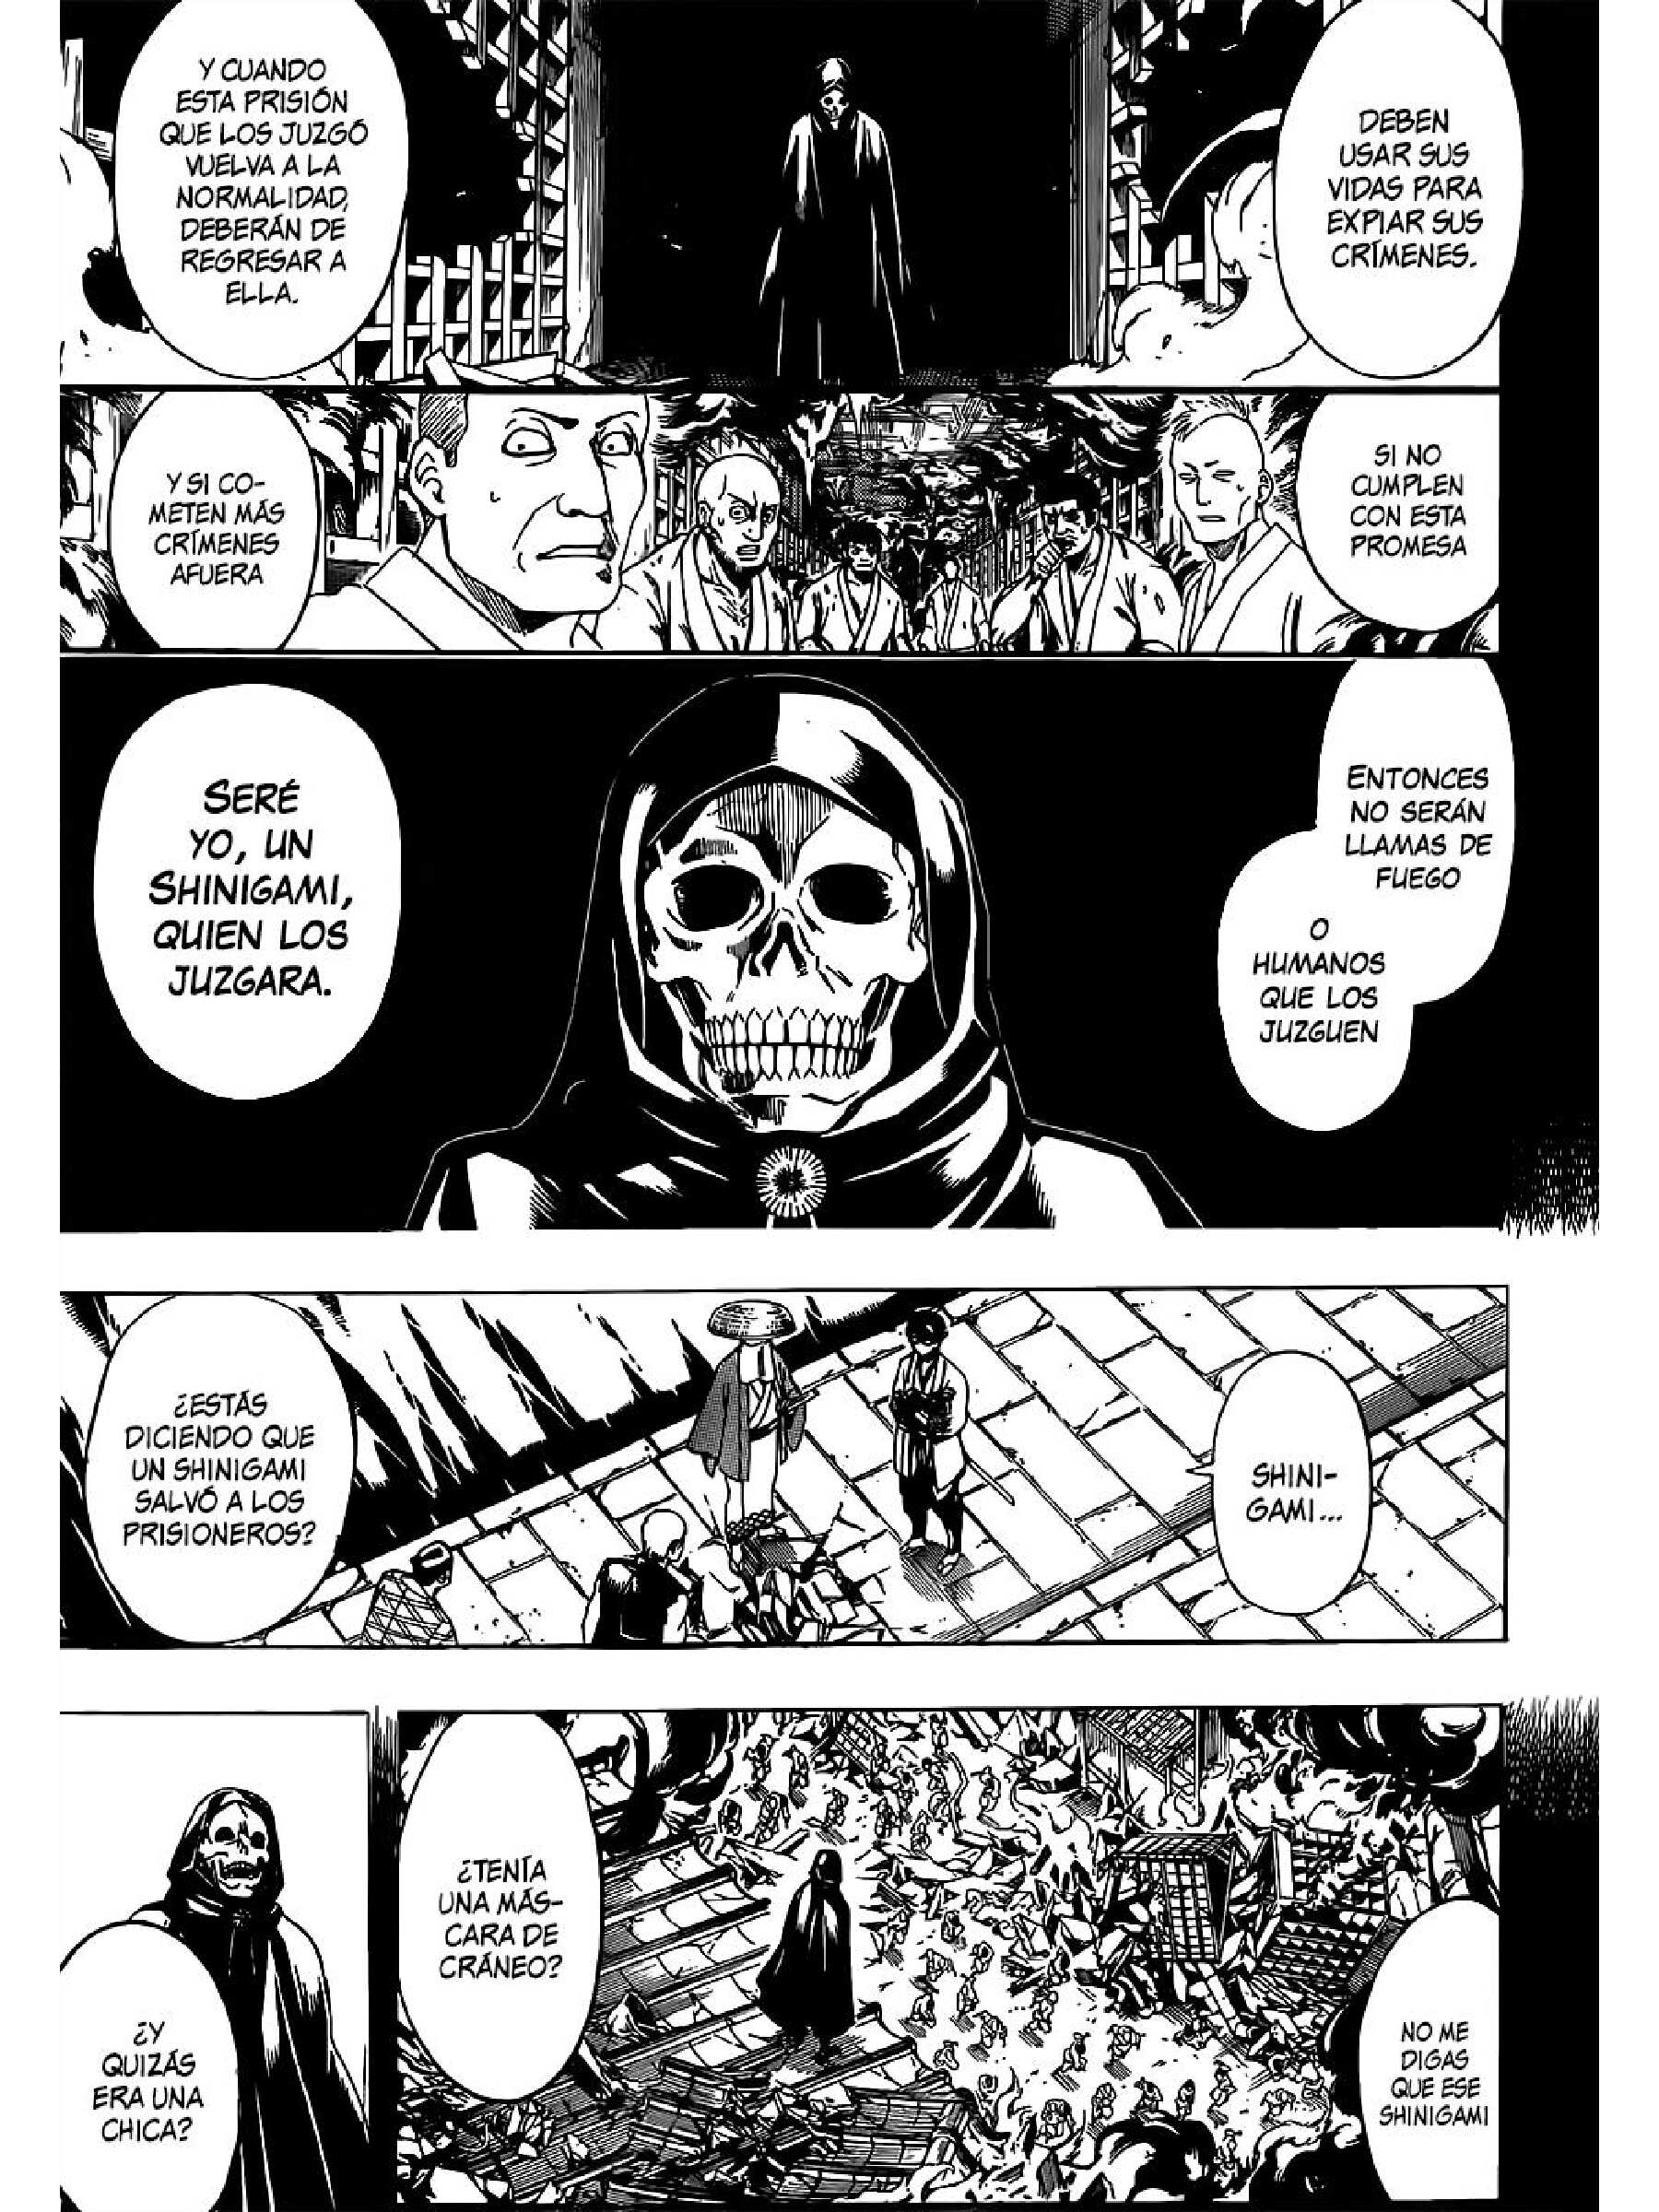 DEBEN
USAR SUS
VIDAS PARA
EXPIAR SUS
CRÍMENES.
Y CUANDO
ESTA PRISIÓN
QUE LOS JUZGÓ
VUELVA A LA
NORMALIDAD,
DEBERÁN DE
REGRESAR A
ELLA.
SI NO
CUMPLEN
CON ESTA
PROMESA
Y SI CO-
METEN MÁS
CRÍMENES
AFUERA
ENTONCES
NO SERÁN
LLAMAS DE
FUEGO
O
HUMANOS
QUE LOS
JUZGUEN
SERÉ
YO, UN
SHINIGAMI,
QUIEN LOS
JUZGARA.
SHINI-
GAMI...
¿ESTÁS
DICIENDO QUE
UN SHINIGAMI
SALVÓ A LOS
PRISIONEROS?
NO ME
DIGAS
QUE ESE
SHINIGAMI
¿TENÍA
UNA MÁS-
CARA DE
CRÁNEO?
¿Y
QUIZÁS
ERA UNA
CHICA?